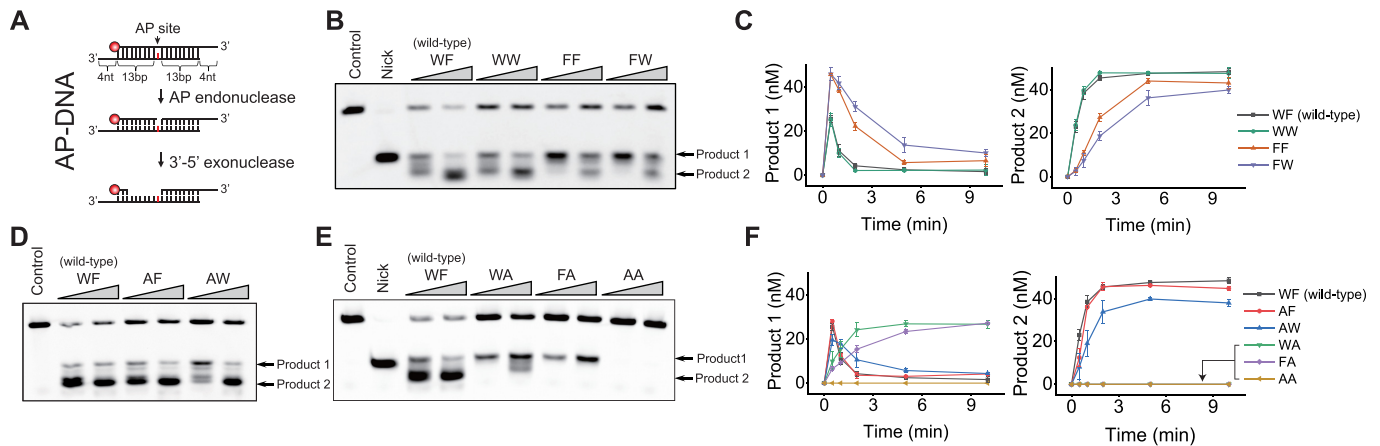 A
AP-DNA
AP site
3'
3'
4nt 13bp 13bp 4nt
AP endonuclease
3'
3'-5' exonuclease
3'
3'
B
Control
Nick
(wild-type)
WF WW FF FW
Product 1
Product 2
C
Product 1 (nM)
40
20
0
0 3 6 9
Time (min)
Product 2 (nM)
40
20
0
0 3 6 9
Time (min)
WF (wild-type)
WW
FF
FW
D
Control
(wild-type)
WF AF AW
Product 1
Product 2
E
Control
Nick
(wild-type)
WF WA FA AA
Product1
Product 2
F
Product 1 (nM)
40
20
0
0 3 6 9
Time (min)
Product 2 (nM)
40
20
0
0 3 6 9
Time (min)
WF (wild-type)
AF
AW
WA
FA
AA